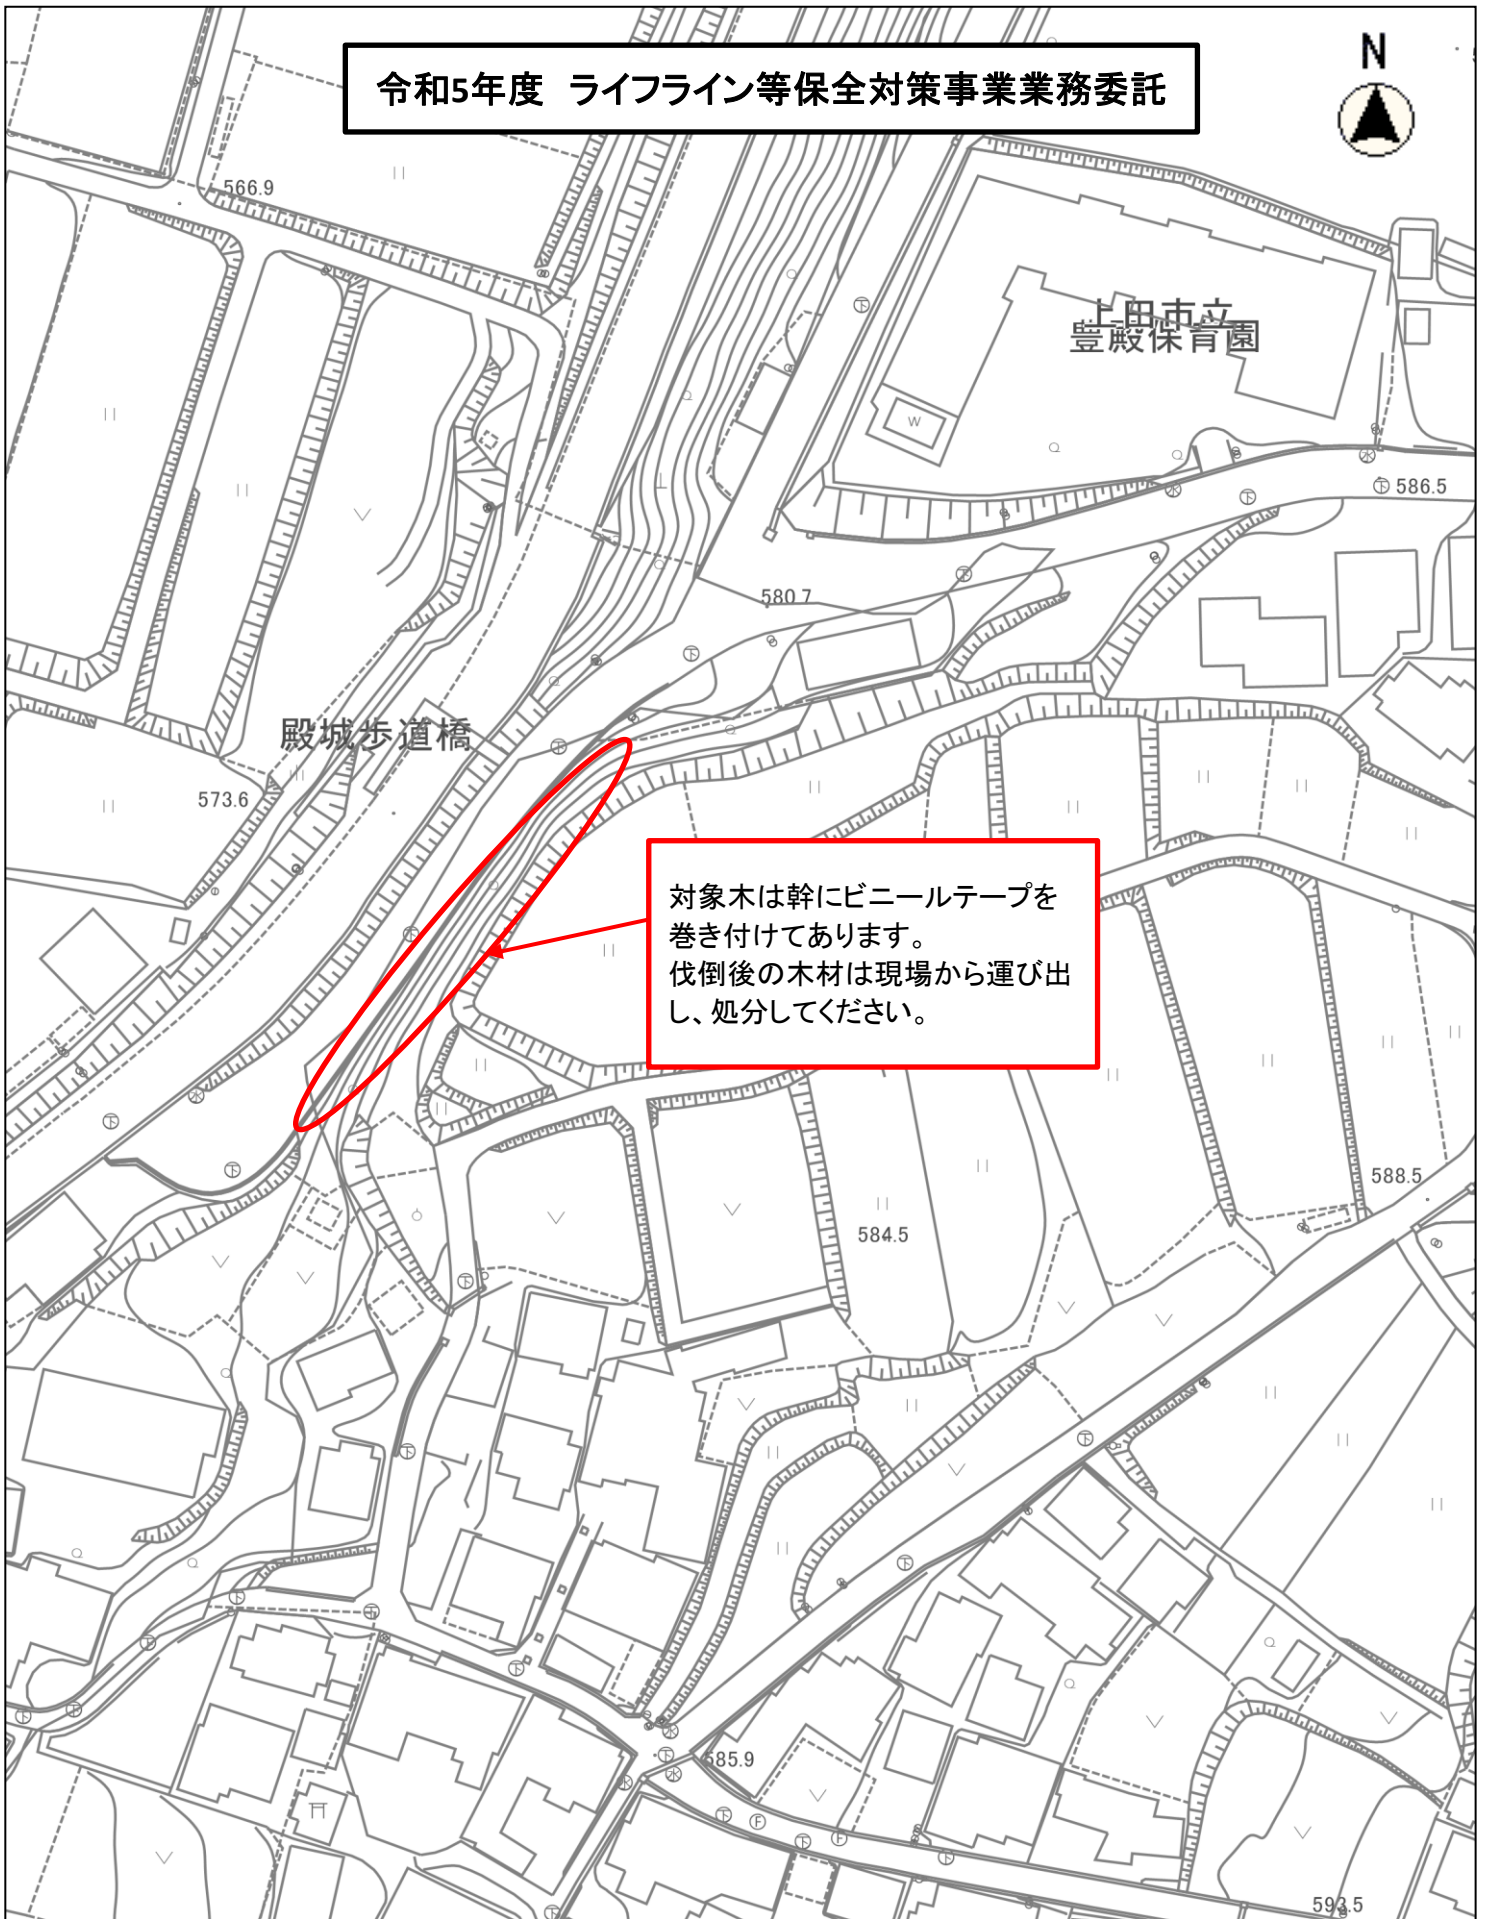 令和5年度　ライフライン等保全対策事業業務委託
N
566.9
上田市立
豊殿保育園
W
586.5
580.7
殿城歩道橋
573.6
対象木は幹にビニールテープを
巻き付けてあります。
伐倒後の木材は現場から運び出
し、処分してください。
588.5
584.5
585.9
593.5